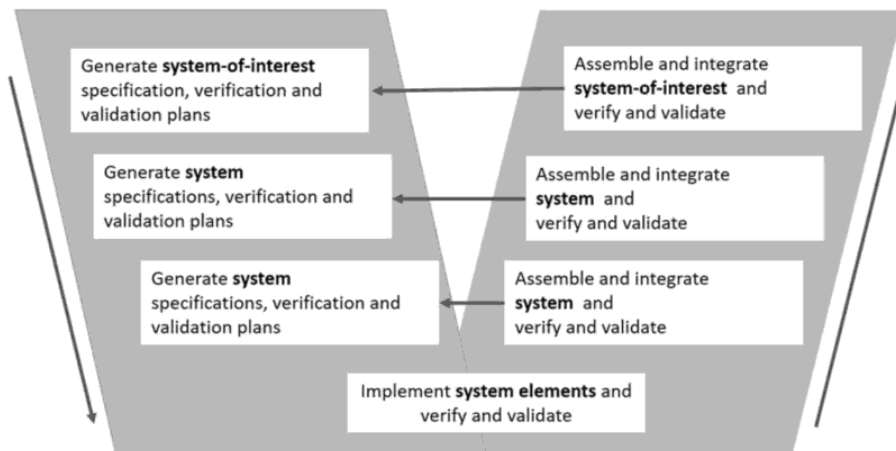 Generate system-of-interest
specification, verification and
validation plans
Assemble and integrate
system-of-interest and
verify and validate
Generate system
specifications, verification and
validation plans
Assemble and integrate
system and
verify and validate
Generate system
specifications, verification and
validation plans
Assemble and integrate
system and
verify and validate
Implement system elements and
verify and validate